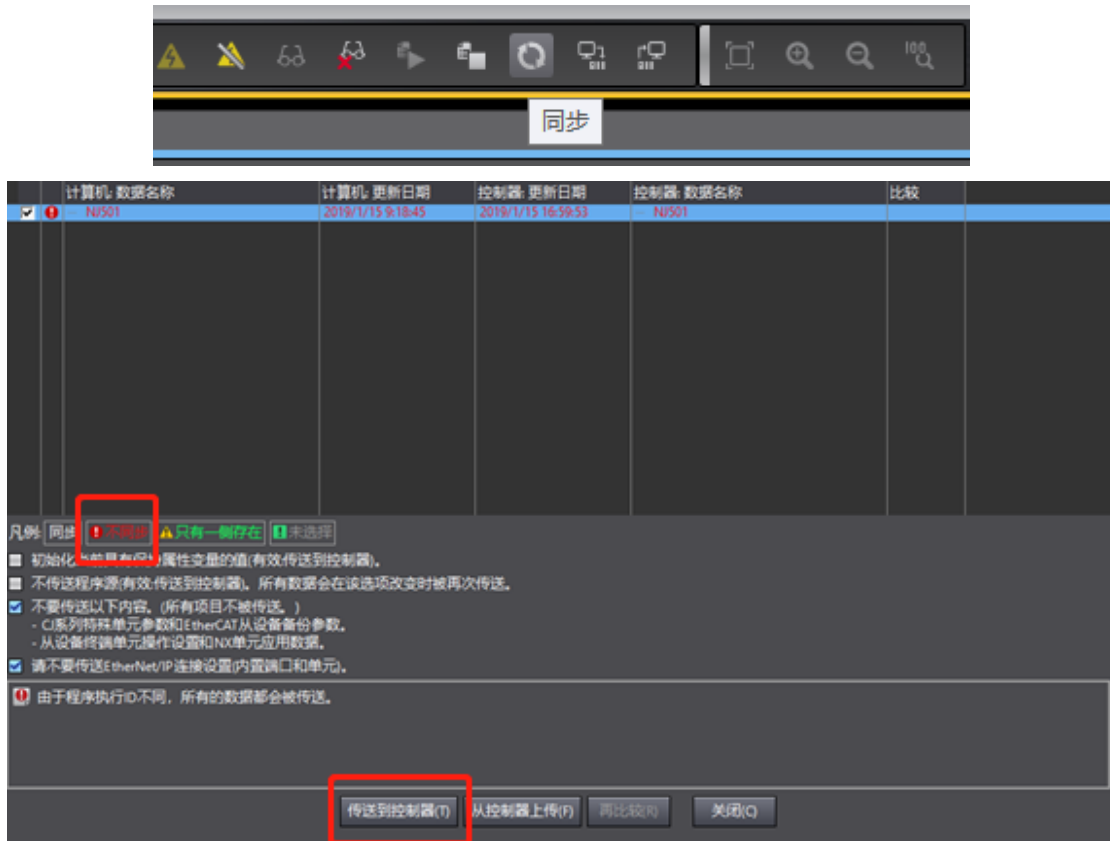 100
同步
计算机: 数据名称 计算机: 更新日期 控制器: 更新日期 控制器: 数据名称 比较
NJ501 2019/1/15 9:18:45 2019/1/15 16:59:53 NJ501
凡例: 同步 不同步 只有一侧存在 未选择
初始化当前具有保持属性变量的值(有效:传送到控制器)。
不传送程序源(有效:传送到控制器)。所有数据会在该选项改变时被再次传送。
不要传送以下内容。(所有项目不被传送。)
- CJ系列特殊单元参数和EtherCAT从设备备份参数。
- 从设备终端单元操作设置和NX单元应用数据。
请不要传送EtherNet/IP连接设置(内置端口和单元)。
由于程序执行ID不同，所有的数据都会被传送。
传送到控制器(T) 从控制器上传(F) 再比较(R) 关闭(C)